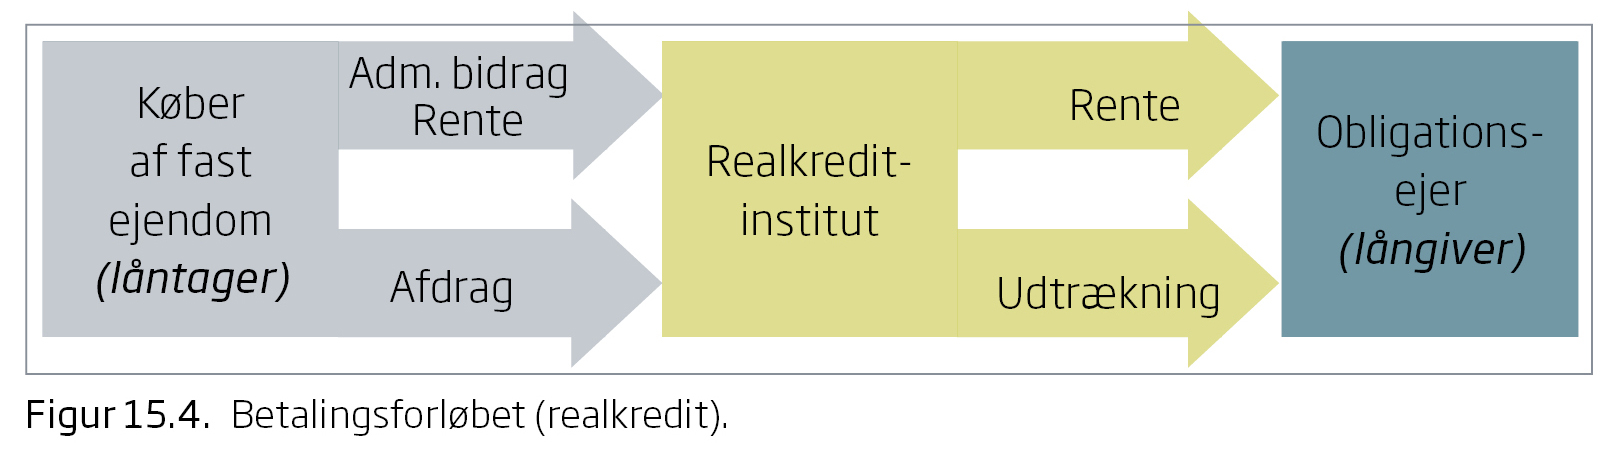 Køber
af fast
ejendom
(låntager)
Adm. bidrag
Rente
Afdrag
Realkredit-
institut
Rente
Udtrækning
Obligations-
ejer
(långiver)
Figur 15.4. Betalingsforløbet (realkredit).